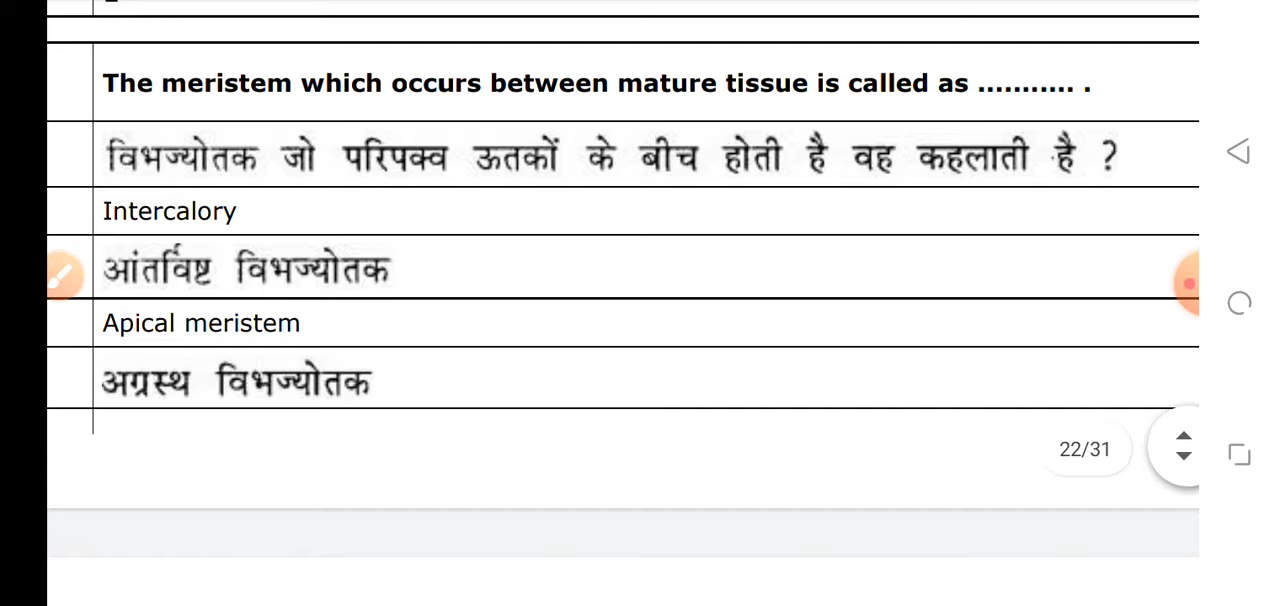 The meristem which occurs between mature tissue is called as ........... .
विभज्योतक जो परिपक्व ऊतकों के बीच होती है वह कहलाती है ?
Intercalory
आंतर्विष्ट विभज्योतक
Apical meristem
अग्रस्थ विभज्योतक
22/31